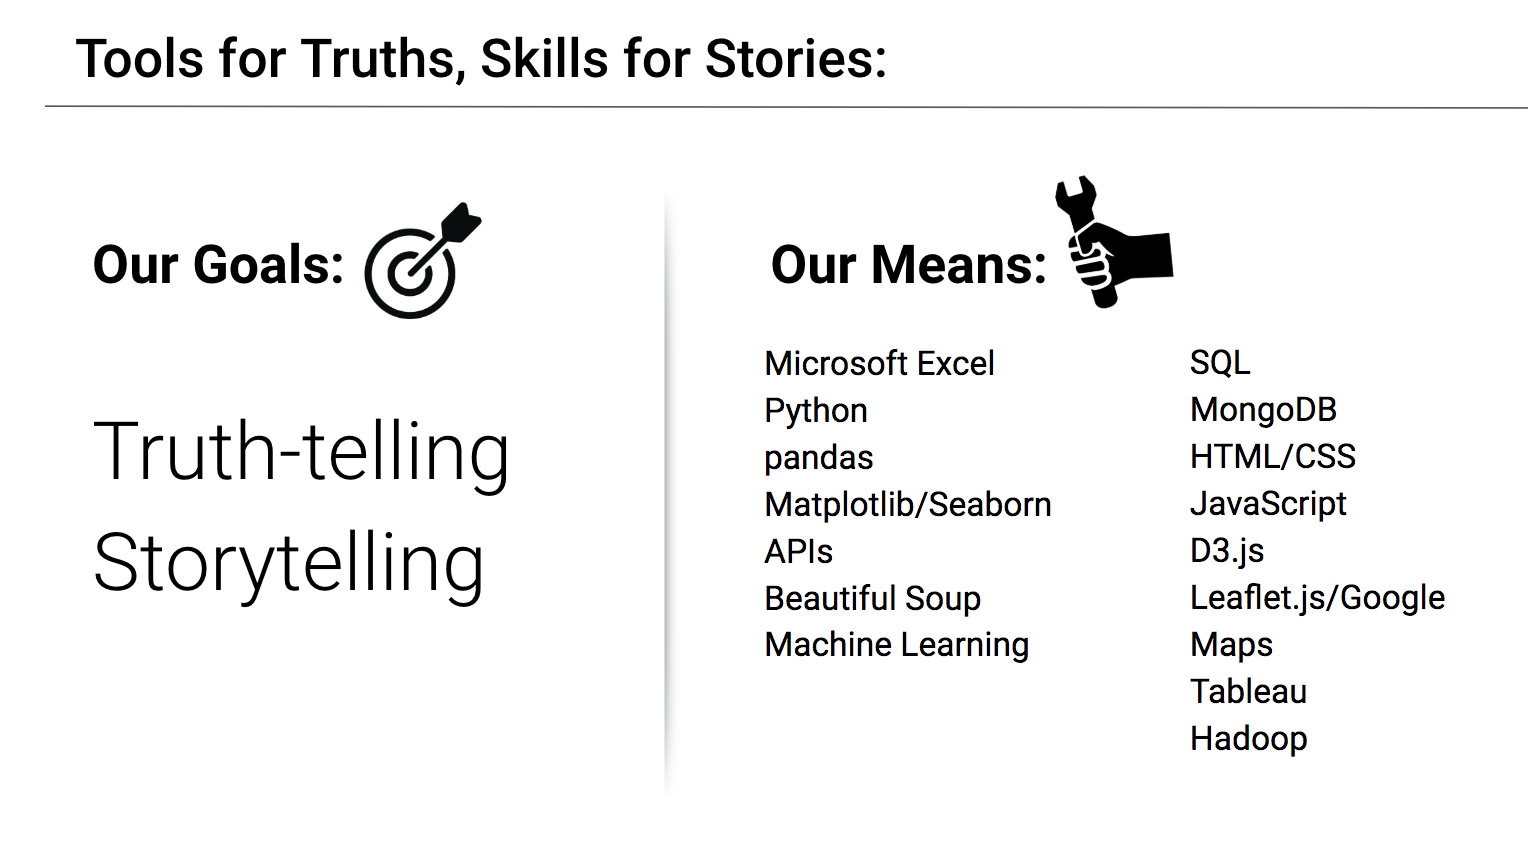 Tools for Truths, Skills for Stories:
Our Goals:
Truth-telling
Storytelling
Our Means:
Microsoft Excel
Python
pandas
Matplotlib/Seaborn
APIs
Beautiful Soup
Machine Learning
SQL
MongoDB
HTML/CSS
JavaScript
D3.js
Leaflet.js/Google
Maps
Tableau
Hadoop